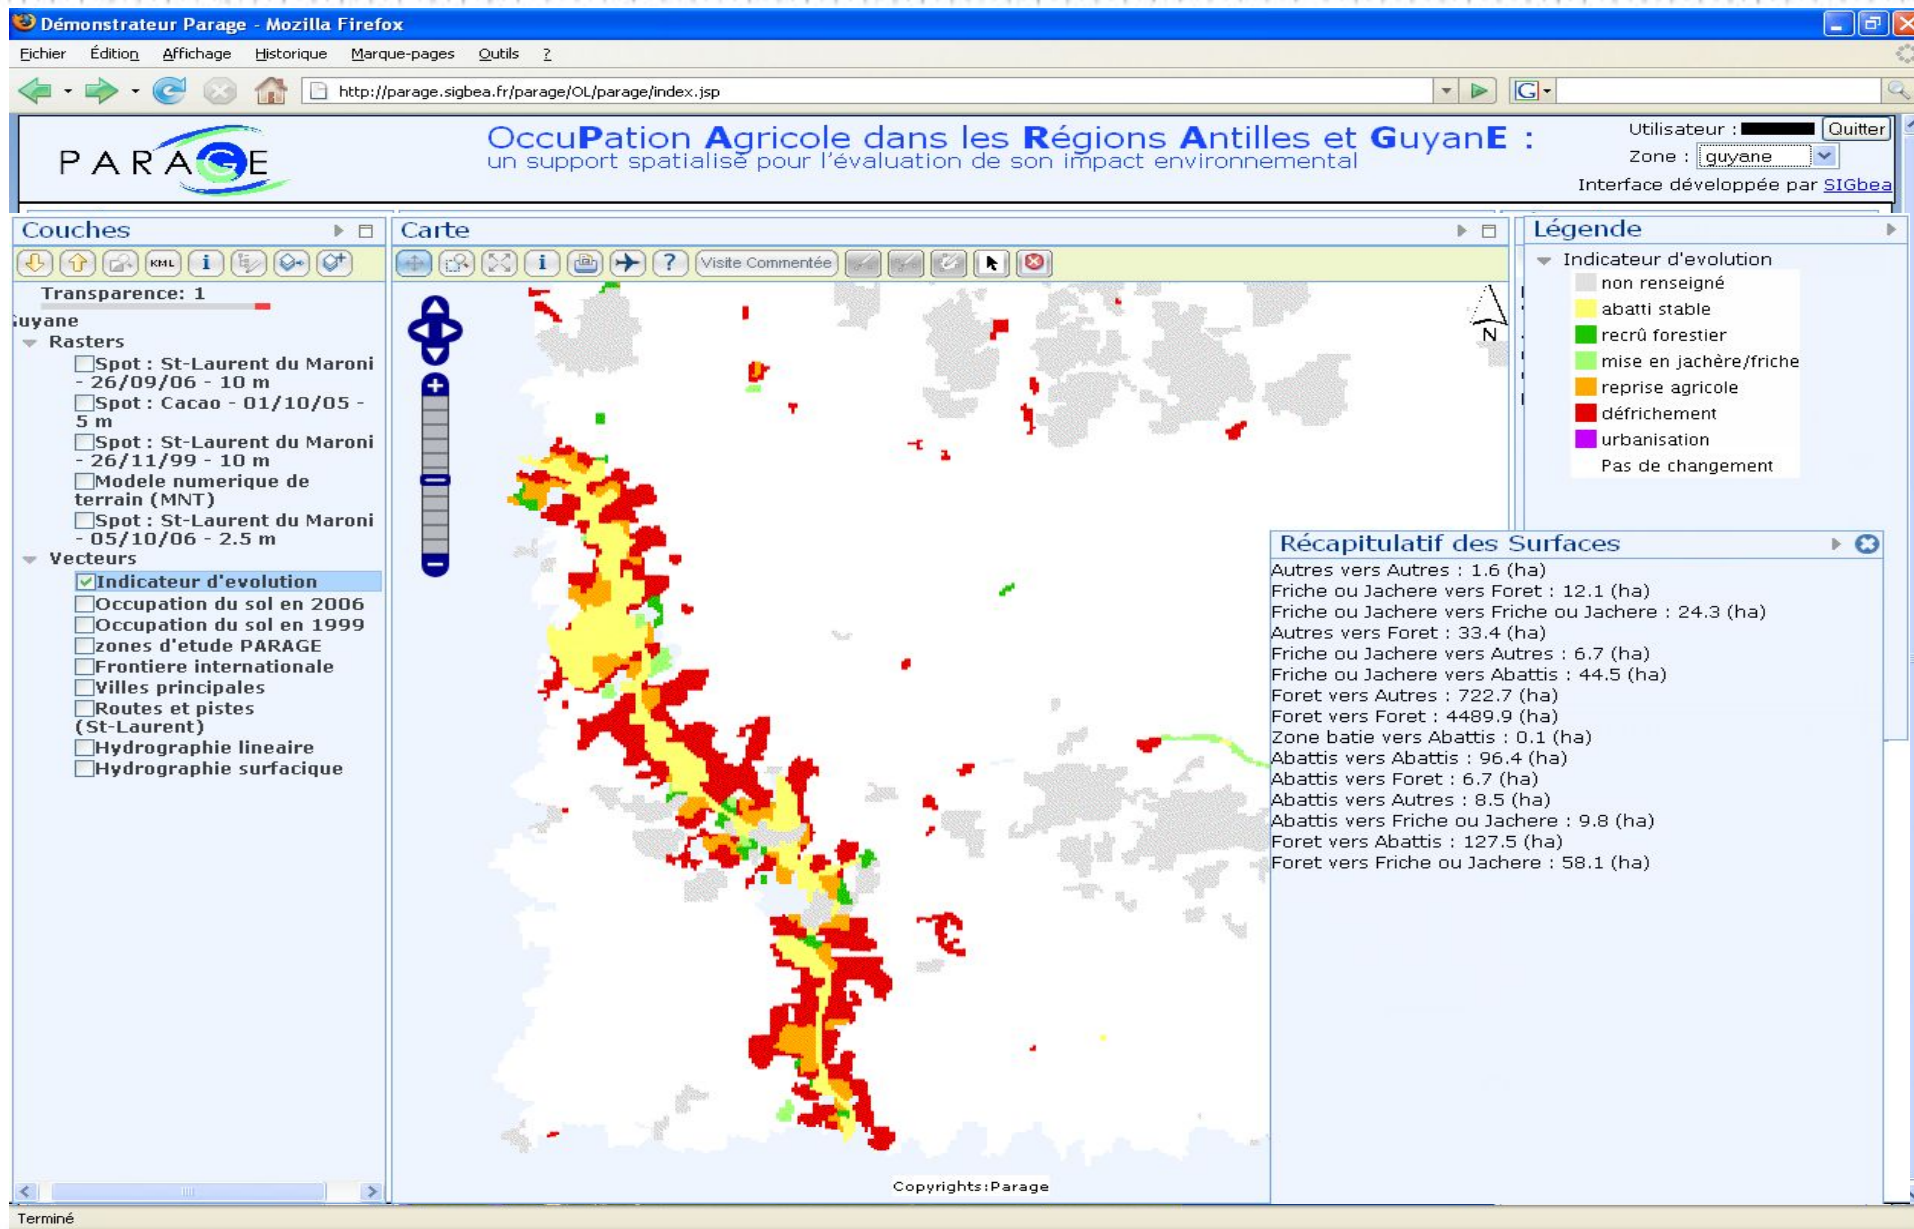 Démonstrateur Parage - Mozilla Firefox
Fichier Édition Affichage Historique Marque-pages Outils ?
http://parage.sigbea.fr/parage/OL/parage/index.jsp
G
PARAGE
OccuPation Agricole dans les Régions Antilles et GuyanE :
un support spatialisé pour l'évaluation de son impact environnemental
Utilisateur :
Quitter
Zone : guyane
Interface développée par SIGbea
Couches
KML i
Transparence: 1
Guyane
Rasters
Spot : St-Laurent du Maroni
- 26/09/06 - 10 m
Spot : Cacao - 01/10/05 -
5 m
Spot : St-Laurent du Maroni
- 26/11/99 - 10 m
Modele numerique de
terrain (MNT)
Spot : St-Laurent du Maroni
- 05/10/06 - 2.5 m
Vecteurs
Indicateur d'evolution
Occupation du sol en 2006
Occupation du sol en 1999
zones d'etude PARAGE
Frontiere internationale
Villes principales
Routes et pistes
(St-Laurent)
Hydrographie lineaire
Hydrographie surfacique
Carte
i ? Visite Commentée
N
Copyrights:Parage
Légende
Indicateur d'evolution
non renseigné
abatti stable
recrû forestier
mise en jachère/friche
reprise agricole
défrichement
urbanisation
Pas de changement
Récapitulatif des Surfaces
Autres vers Autres : 1.6 (ha)
Friche ou Jachere vers Foret : 12.1 (ha)
Friche ou Jachere vers Friche ou Jachere : 24.3 (ha)
Autres vers Foret : 33.4 (ha)
Friche ou Jachere vers Autres : 6.7 (ha)
Friche ou Jachere vers Abattis : 44.5 (ha)
Foret vers Autres : 722.7 (ha)
Foret vers Foret : 4489.9 (ha)
Zone batie vers Abattis : 0.1 (ha)
Abattis vers Abattis : 96.4 (ha)
Abattis vers Foret : 6.7 (ha)
Abattis vers Autres : 8.5 (ha)
Abattis vers Friche ou Jachere : 9.8 (ha)
Foret vers Abattis : 127.5 (ha)
Foret vers Friche ou Jachere : 58.1 (ha)
Terminé